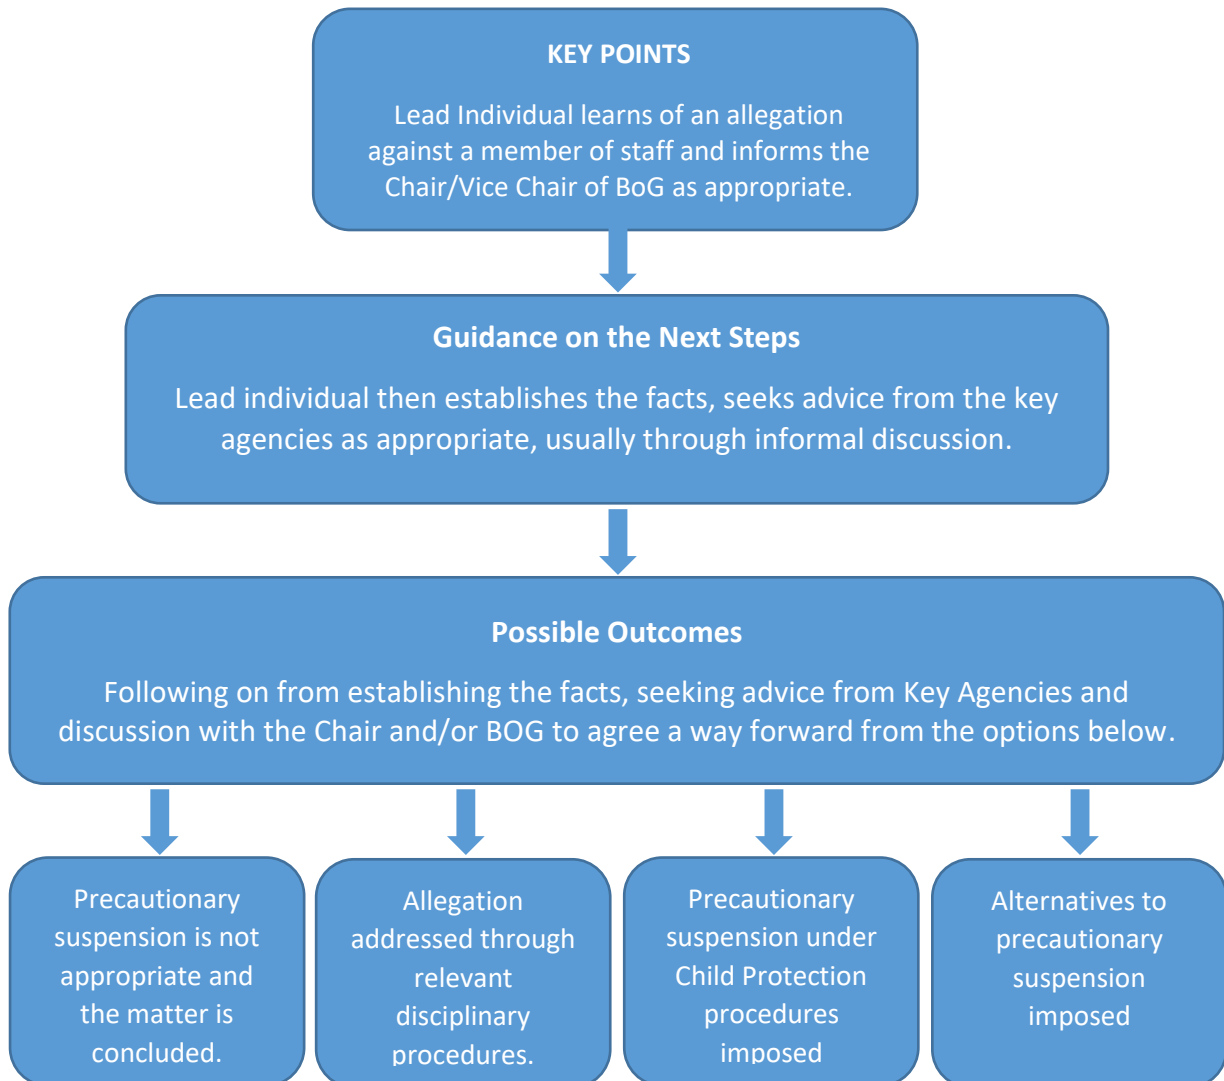 KEY POINTS
Lead Individual learns of an allegation
against a member of staff and informs the
Chair/Vice Chair of BoG as appropriate.
Guidance on the Next Steps
Lead individual then establishes the facts, seeks advice from the key
agencies as appropriate, usually through informal discussion.
Possible Outcomes
Following on from establishing the facts, seeking advice from Key Agencies and
discussion with the Chair and/or BOG to agree a way forward from the options below.
Precautionary
suspension is not
appropriate and
the matter is
concluded.
Allegation
addressed through
relevant
disciplinary
procedures.
Precautionary
suspension under
Child Protection
procedures
imposed
Alternatives to
precautionary
suspension
imposed